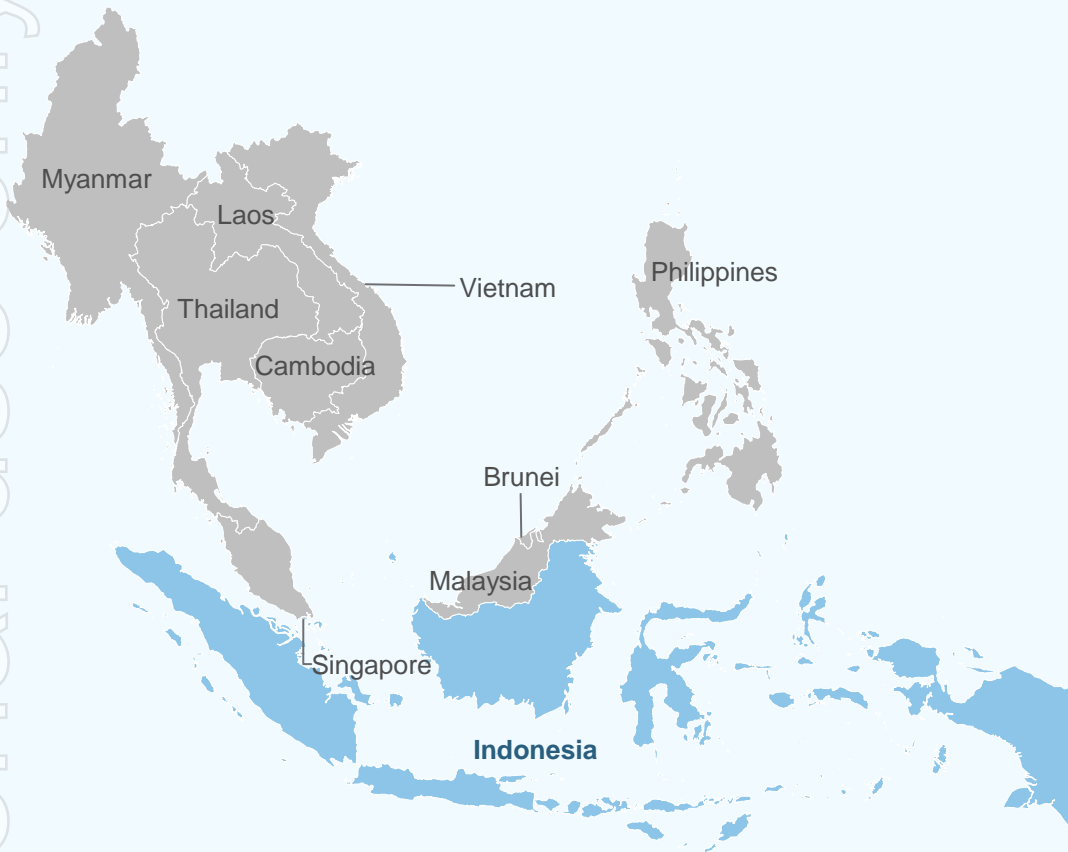 Myanmar
Laos
Philippines
Vietnam
Thailand
Cambodia
Brunei
Malaysia
Singapore
Indonesia